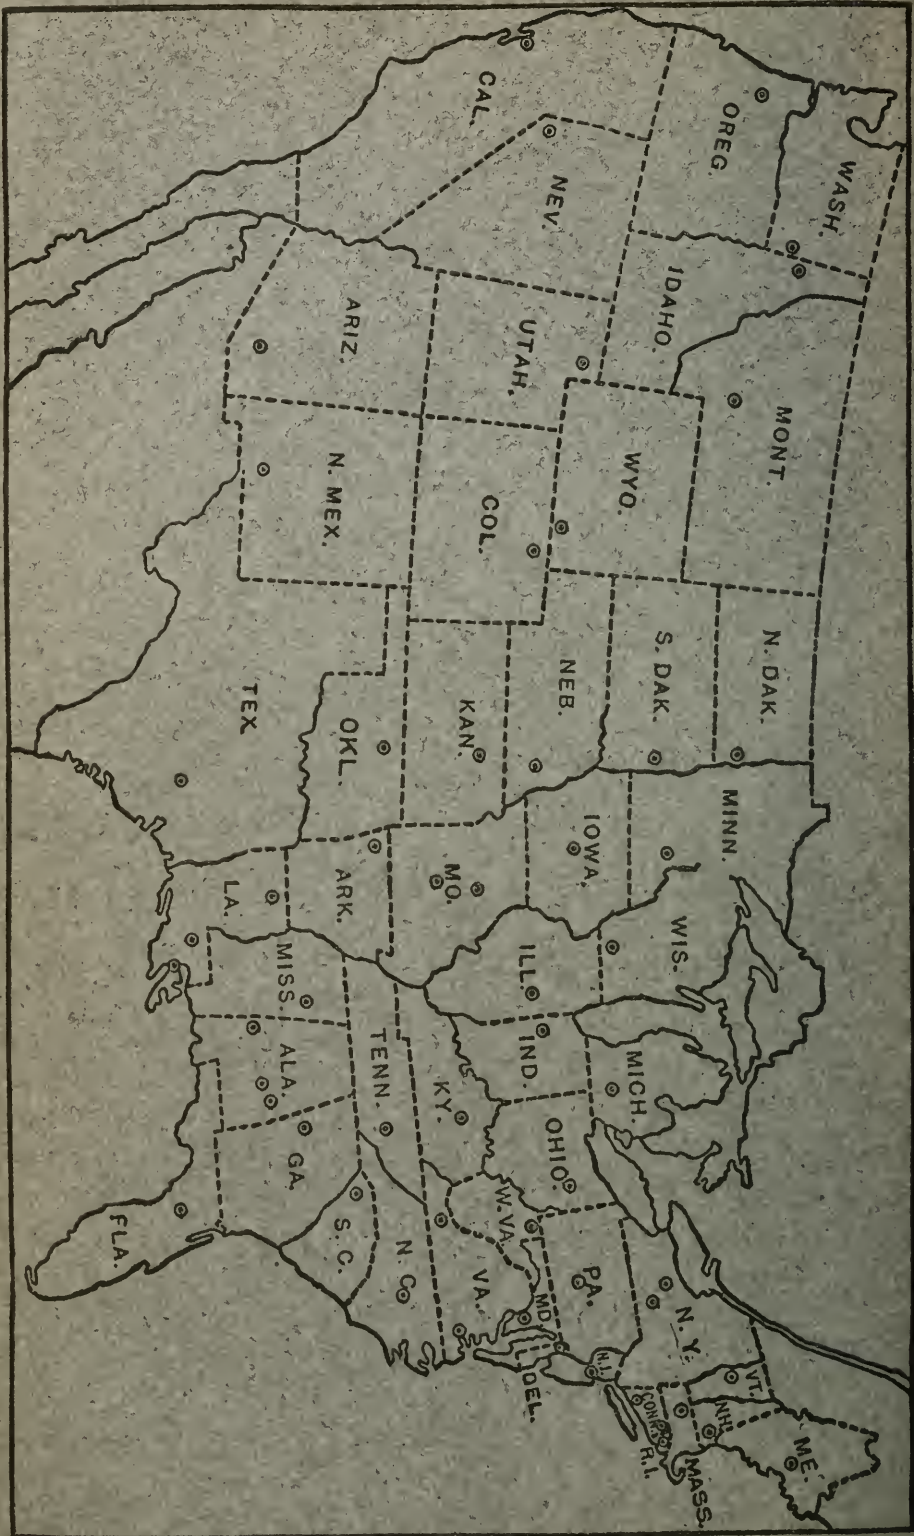 WASH.
OREG.
CAL.
NEV.
IDAHO.
MONT.
WYO.
UTAH.
ARIZ.
COL.
N. MEX.
N. DAK.
S. DAK.
NEB.
KAN.
OKL.
TEX.
MINN.
IOWA.
MO.
ARK.
LA.
WIS.
ILL.
MISS.
MICH.
IND.
OHIO.
KY.
TENN.
ALA.
GA.
FLA.
S. C.
N. C.
VA.
W. VA.
MD.
DEL.
PA.
N. J.
N. Y.
CONN.
R. I.
MASS.
VT.
N.H.
ME.